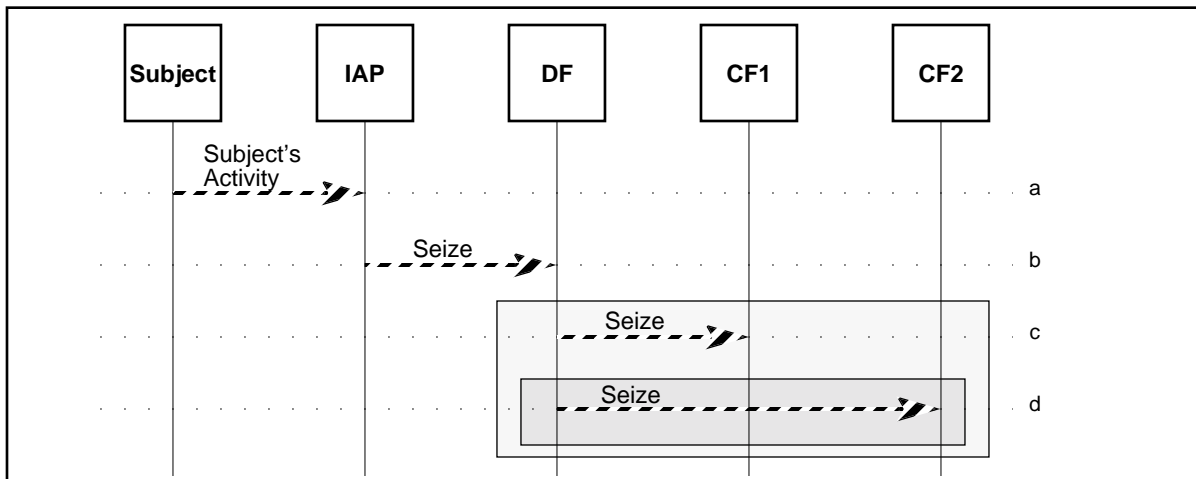 Subject IAP DF CF1 CF2
Subject's
Activity
a
Seize
b
Seize
c
Seize
d